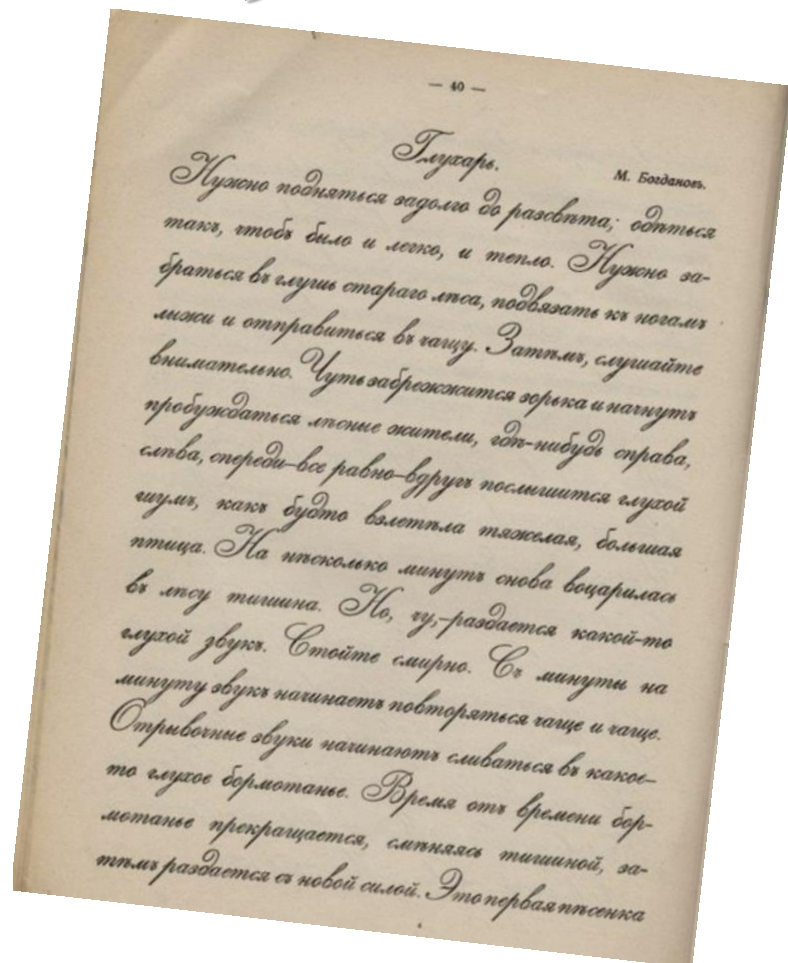 — 40 —
Глухарь.
М. Богдановъ.
Нужно подняться задолго до разсвѣта; одѣться
такъ, чтобъ было и легко, и тепло. Нужно за-
браться въ глушь стараго лѣса, подвязать къ ногамъ
лыжи и отправиться въ чащу. Затѣмъ, слушайте
внимательно. Чуть забрежжится зорька и начнутъ
пробуждаться лѣсные жители, гдѣ-нибудь справа,
слѣва, спереди—все равно—вдругъ послышится глухой
шумъ, какъ будто взлетѣла тяжелая, большая
птица. На нѣсколько минутъ снова воцарилась
въ лѣсу тишина. Но, чу,—раздается какой-то
глухой звукъ. Стойте смирно. Съ минуты на
минуту звукъ начинаетъ повторяться чаще и чаще.
Отрывочные звуки начинаютъ сливаться въ какое-
то глухое бормотанье. Время отъ времени бор-
мотанье прекращается, смѣняясь тишиной, за-
тѣмъ раздается съ новой силой. Это первая пѣсенка